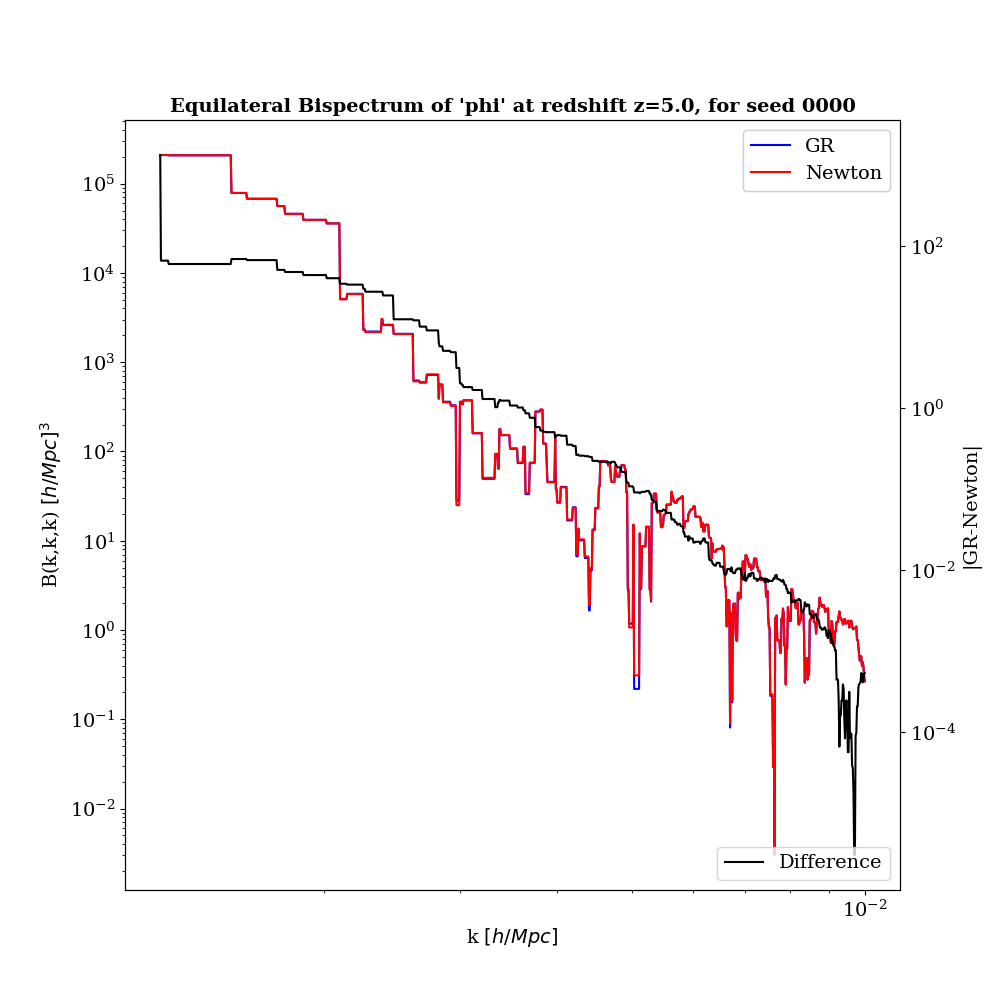 Equilateral Bispectrum of 'phi' at redshift z=5.0, for seed 0000
GR
Newton
10^5
10^4
10^3
10^2
10^1
10^0
10^-1
10^-2
B(k,k,k) [h/Mpc]^3
10^2
10^0
10^-2
10^-4
|GR-Newton|
Difference
10^-2
k [h/Mpc]